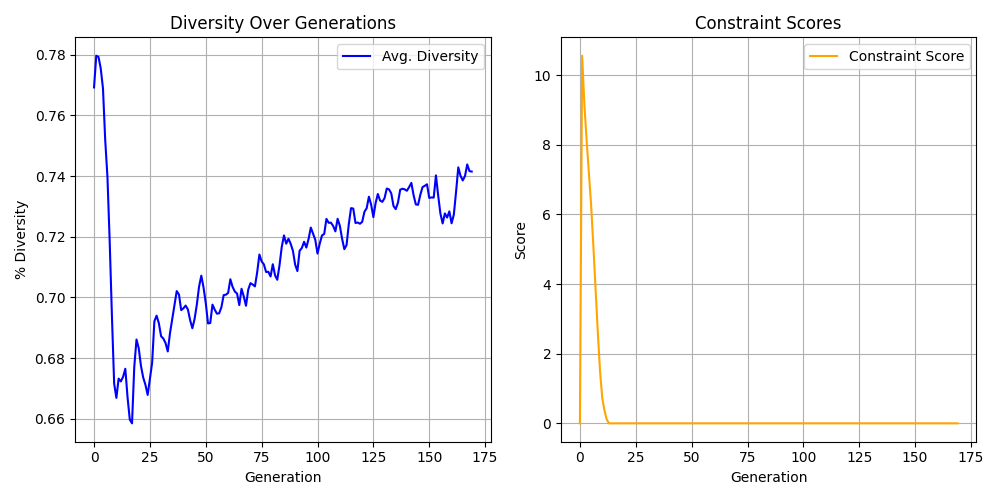 Diversity Over Generations
Avg. Diversity
% Diversity
0.78
0.76
0.74
0.72
0.70
0.68
0.66
0 25 50 75 100 125 150 175
Generation
Constraint Scores
Constraint Score
Score
10
8
6
4
2
0
0 25 50 75 100 125 150 175
Generation